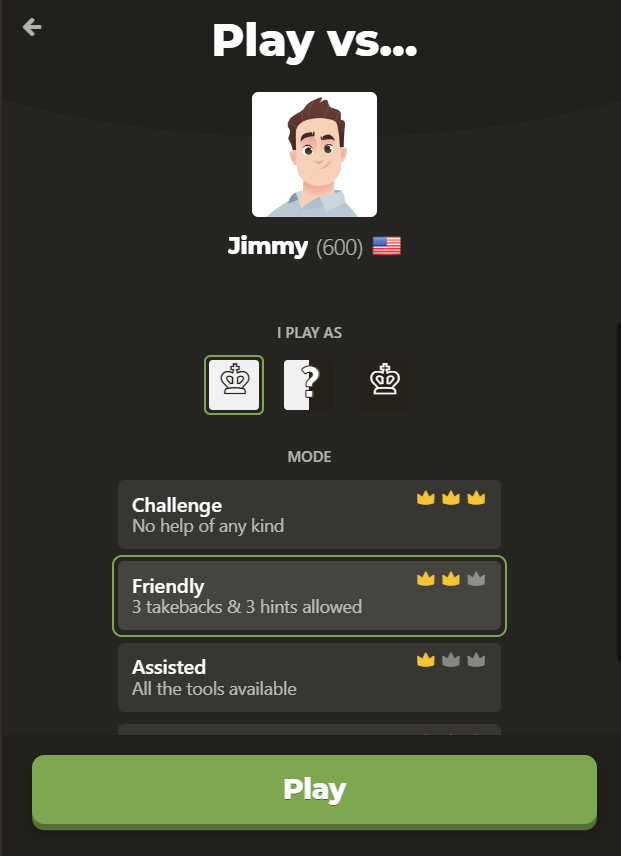 Play vs...
Jimmy (600)
I PLAY AS
?
MODE
Challenge
No help of any kind
Friendly
3 takebacks & 3 hints allowed
Assisted
All the tools available
Play